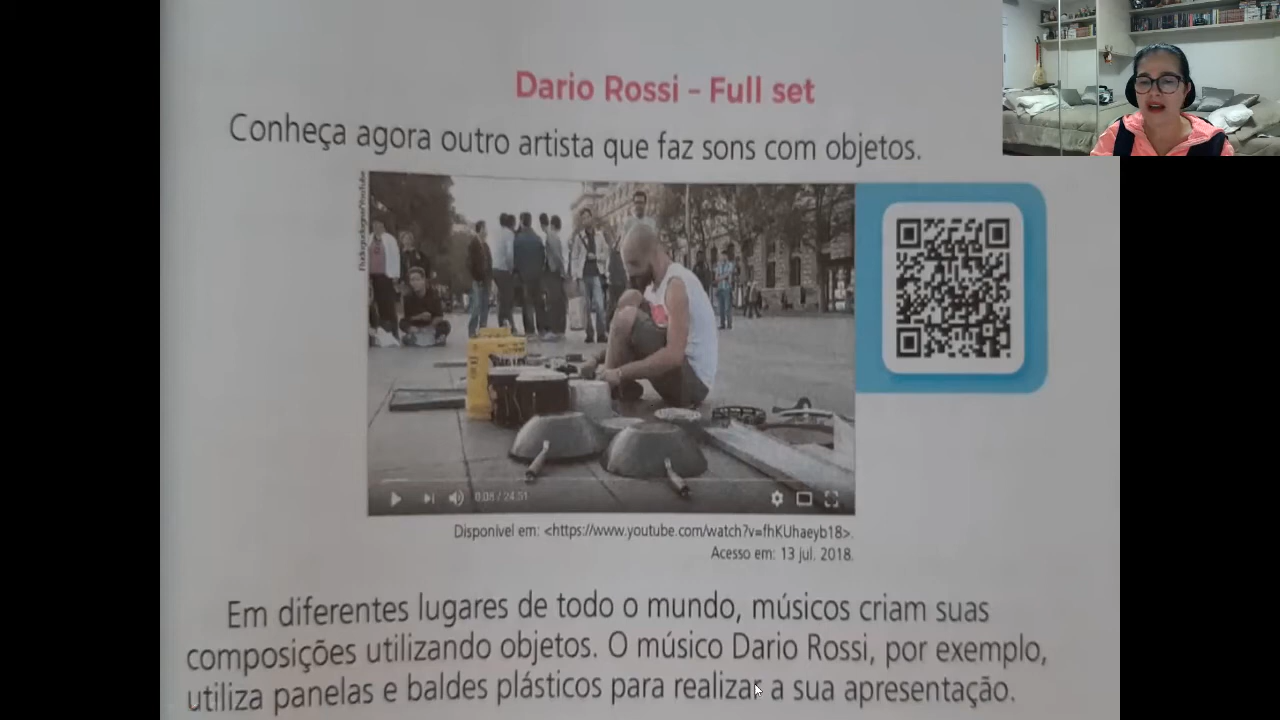 Dario Rossi – Full set
Conheça agora outro artista que faz sons com objetos.
0:08 / 24:31
Disponível em: <https://www.youtube.com/watch?v=fhKUhaeyb18>.
Acesso em: 13 jul. 2018.
Em diferentes lugares de todo o mundo, músicos criam suas
composições utilizando objetos. O músico Dario Rossi, por exemplo,
utiliza panelas e baldes plásticos para realizar a sua apresentação.